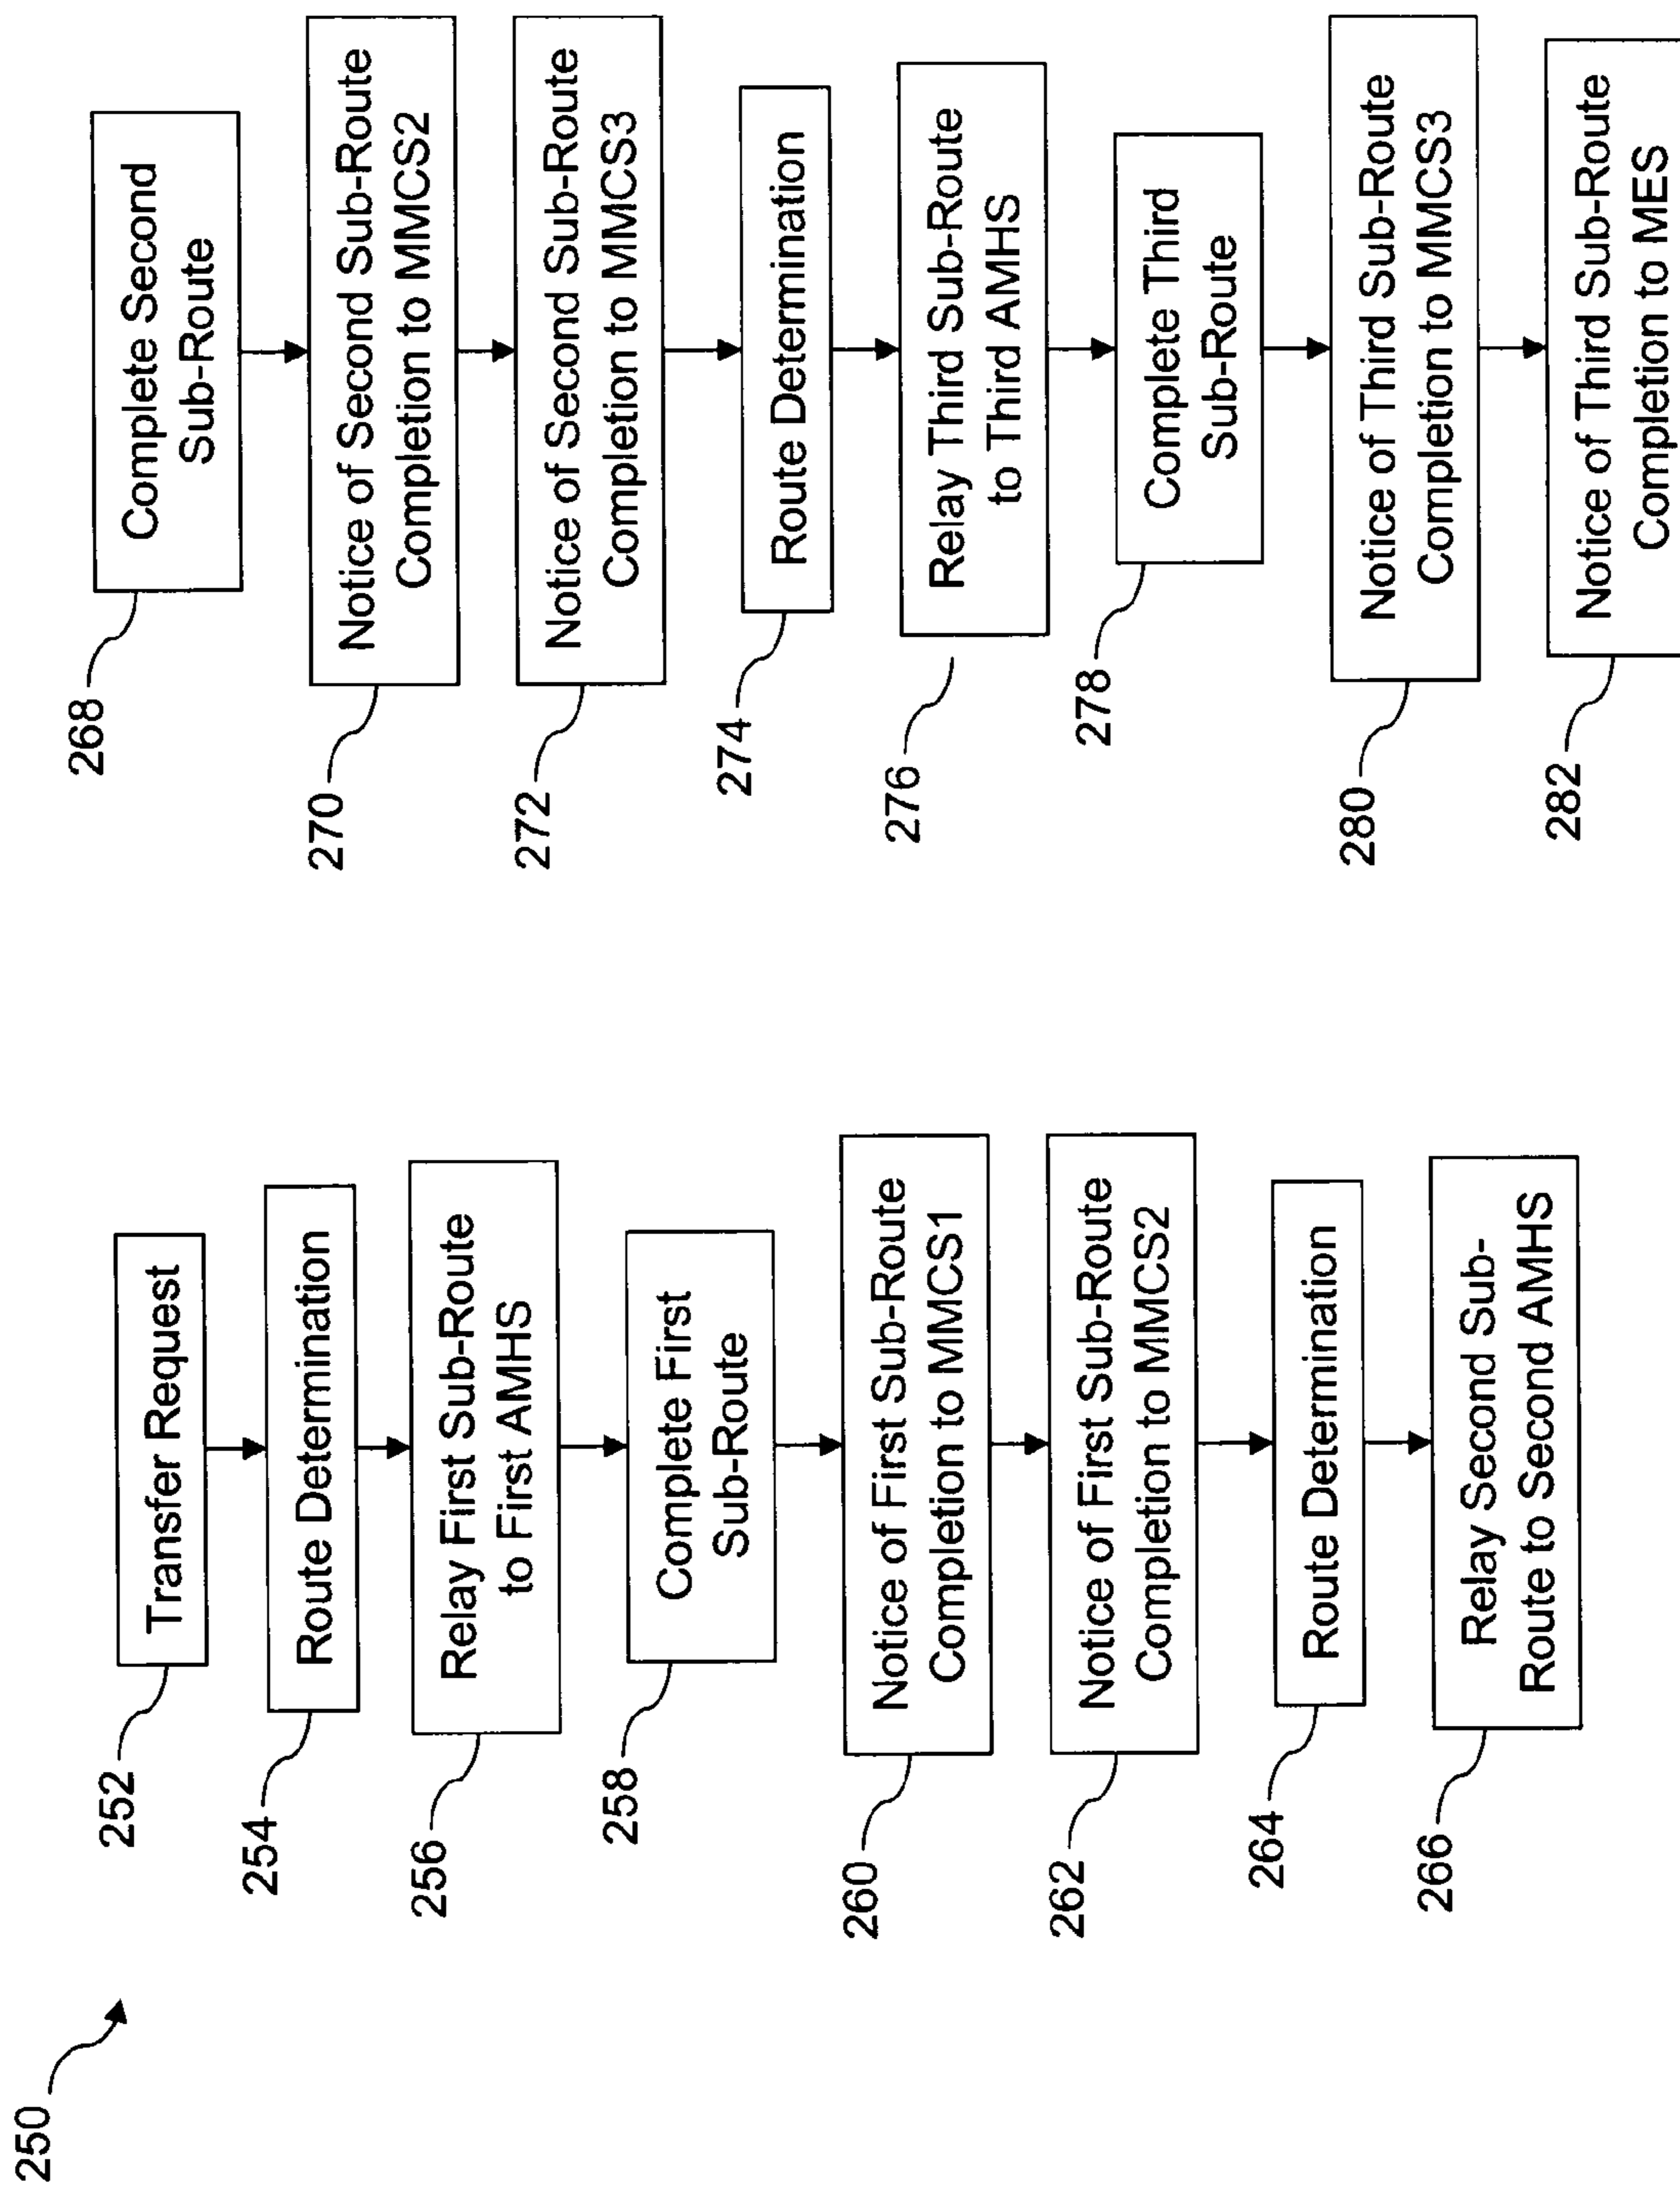 250
252
Transfer Request
254
Route Determination
256
Relay First Sub-Route
to First AMHS
258
Complete First
Sub-Route
260
Notice of First Sub-Route
Completion to MMCS1
262
Notice of First Sub-Route
Completion to MMCS2
264
Route Determination
266
Relay Second Sub-
Route to Second AMHS
268
Complete Second
Sub-Route
270
Notice of Second Sub-Route
Completion to MMCS2
272
Notice of Second Sub-Route
Completion to MMCS3
274
Route Determination
276
Relay Third Sub-Route
to Third AMHS
278
Complete Third
Sub-Route
280
Notice of Third Sub-Route
Completion to MMCS3
282
Notice of Third Sub-Route
Completion to MES